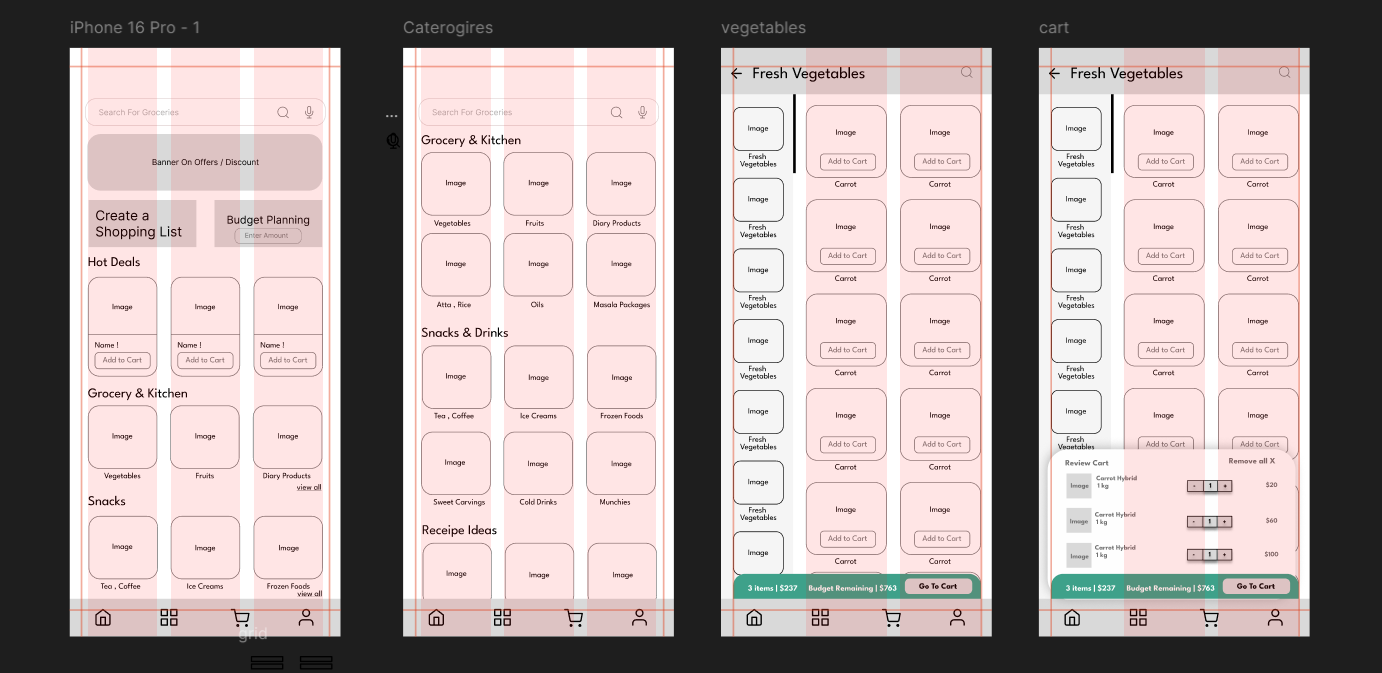 iPhone 16 Pro - 1
Search For Groceries
Banner On Offers / Discount
Create a
Shopping List
Budget Planning
Enter Amount
Hot Deals
Image Image Image
Name ! Name ! Name !
Add to Cart Add to Cart Add to Cart
Grocery & Kitchen
Image Image Image
Vegetables Fruits Diary Products
view all
Snacks
Image Image Image
Tea , Coffee Ice Creams Frozen Foods
view all
grid
...
Caterogires
Search For Groceries
Grocery & Kitchen
Image Image Image
Vegetables Fruits Diary Products
Image Image Image
Atta , Rice Oils Masala Packages
Snacks & Drinks
Image Image Image
Tea , Coffee Ice Creams Frozen Foods
Image Image Image
Sweet Carvings Cold Drinks Munchies
Receipe Ideas
Image Image Image
vegetables
Fresh Vegetables
Image
Fresh
Vegetables
Image
Fresh
Vegetables
Image
Fresh
Vegetables
Image
Fresh
Vegetables
Image
Fresh
Vegetables
Image
Fresh
Vegetables
Image
Image Image
Add to Cart Add to Cart
Carrot Carrot
Image Image
Add to Cart Add to Cart
Carrot Carrot
Image Image
Add to Cart Add to Cart
Carrot Carrot
Image Image
Add to Cart Add to Cart
Carrot Carrot
Image Image
Add to Cart Add to Cart
Carrot Carrot
3 items | $237 Budget Remaining | $763 Go To Cart
cart
Fresh Vegetables
Image
Fresh
Vegetables
Image
Fresh
Vegetables
Image
Fresh
Vegetables
Image
Fresh
Vegetables
Image
Fresh
Vegetables
Image Image
Add to Cart Add to Cart
Carrot Carrot
Image Image
Add to Cart Add to Cart
Carrot Carrot
Image Image
Add to Cart Add to Cart
Carrot Carrot
Image Image
Add to Cart Add to Cart
Review Cart Remove all X
Image Carrot Hybrid
1 kg - 1 + $20
Image Carrot Hybrid
1 kg - 1 + $60
Image Carrot Hybrid
1 kg - 1 + $100
3 items | $237 Budget Remaining | $763 Go To Cart